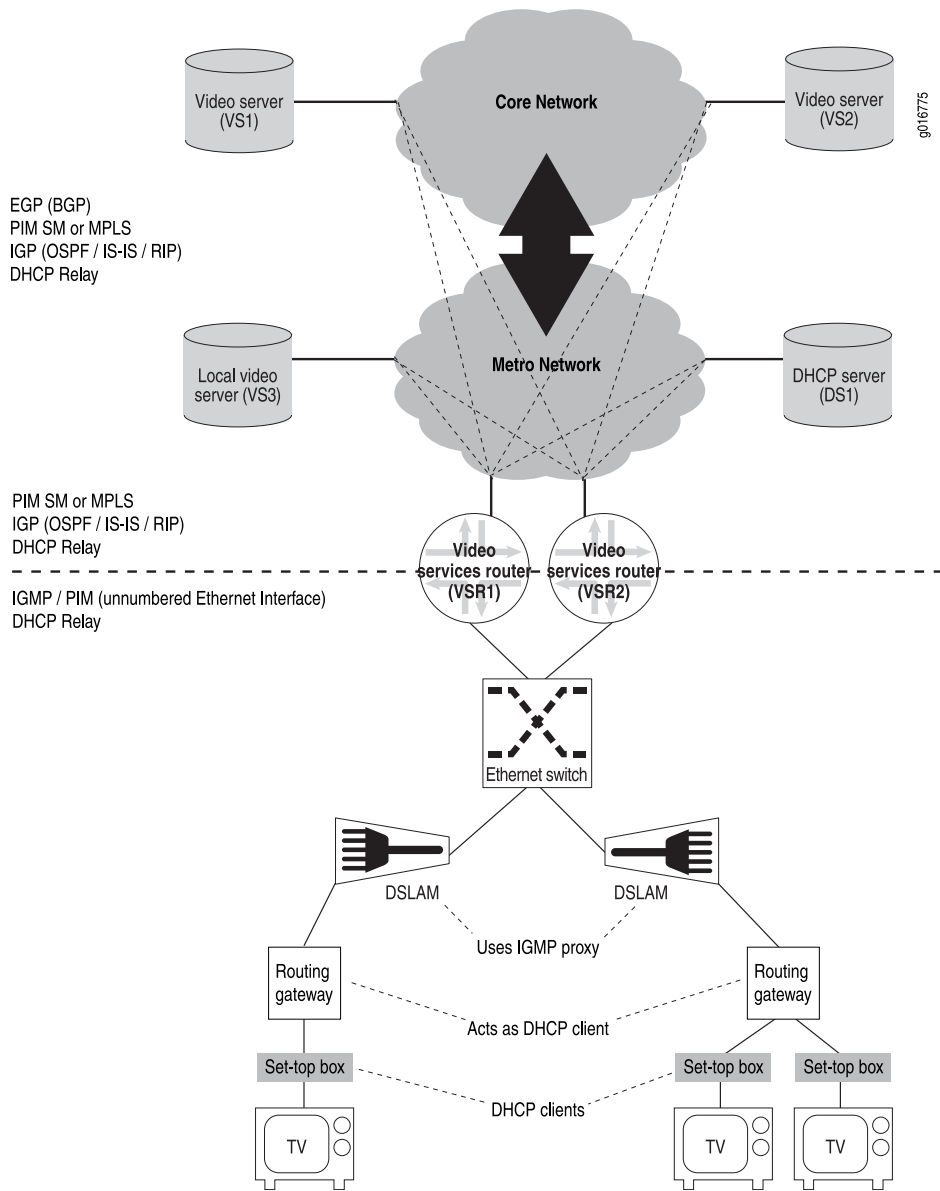 Video server
(VS1)
Core Network
Video server
(VS2)
g016775
EGP (BGP)
PIM SM or MPLS
IGP (OSPF / IS-IS / RIP)
DHCP Relay
Local video
server (VS3)
Metro Network
DHCP server
(DS1)
PIM SM or MPLS
IGP (OSPF / IS-IS / RIP)
DHCP Relay
Video
services router
(VSR1)
Video
services router
(VSR2)
IGMP / PIM (unnumbered Ethernet Interface)
DHCP Relay
Ethernet switch
DSLAM
DSLAM
Uses IGMP proxy
Routing
gateway
Routing
gateway
Acts as DHCP client
Set-top box
Set-top box
Set-top box
DHCP clients
TV
TV
TV